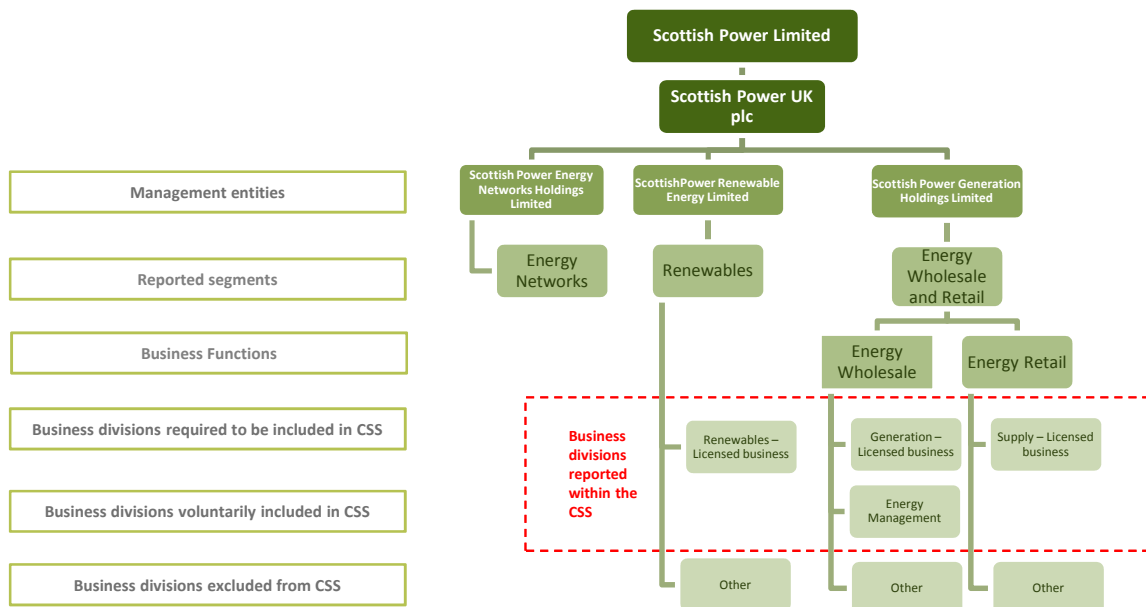 Scottish Power Limited
Scottish Power UK
plc
Management entities
Scottish Power Energy
Networks Holdings
Limited
ScottishPower Renewable
Energy Limited
Scottish Power Generation
Holdings Limited
Reported segments
Energy
Networks
Renewables
Energy
Wholesale
and Retail
Business Functions
Energy
Wholesale
Energy Retail
Business divisions required to be included in CSS
Business
divisions
reported
within the
CSS
Renewables –
Licensed business
Generation –
Licensed business
Supply – Licensed
business
Business divisions voluntarily included in CSS
Energy
Management
Business divisions excluded from CSS
Other
Other
Other